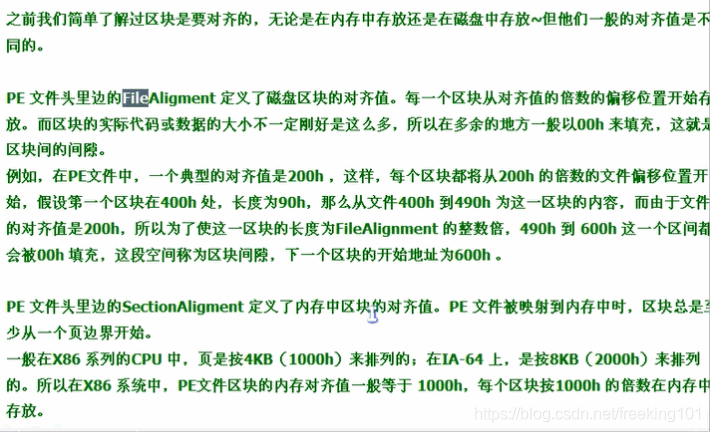 之前我们简单了解过区块是要对齐的，无论是在内存中存放还是在磁盘中存放~但他们一般的对齐值是不
同的。
PE 文件头里边的FileAligment 定义了磁盘区块的对齐值。每一个区块从对齐值的倍数的偏移位置开始存
放。而区块的实际代码或数据的大小不一定刚好是这么多，所以在多余的地方一般以00h 来填充，这就是
区块间的间隙。
例如，在PE文件中，一个典型的对齐值是200h ，这样，每个区块都将从200h 的倍数的文件偏移位置开
始，假设第一个区块在400h 处，长度为90h，那么从文件400h 到490h 为这一区块的内容，而由于文件
的对齐值是200h，所以为了使这一区块的长度为FileAlignment 的整数倍，490h 到 600h 这一个区间都
会被00h 填充，这段空间称为区块间隙，下一个区块的开始地址为600h 。
PE 文件头里边的SectionAligment 定义了内存中区块的对齐值。PE 文件被映射到内存中时，区块总是至
少从一个页边界开始。
一般在X86 系列的CPU 中，页是按4KB（1000h）来排列的；在IA-64 上，是按8KB（2000h）来排列
的。所以在X86 系统中，PE文件区块的内存对齐值一般等于 1000h，每个区块按1000h 的倍数在内存中
存放。
https://blog.csdn.net/freeking101